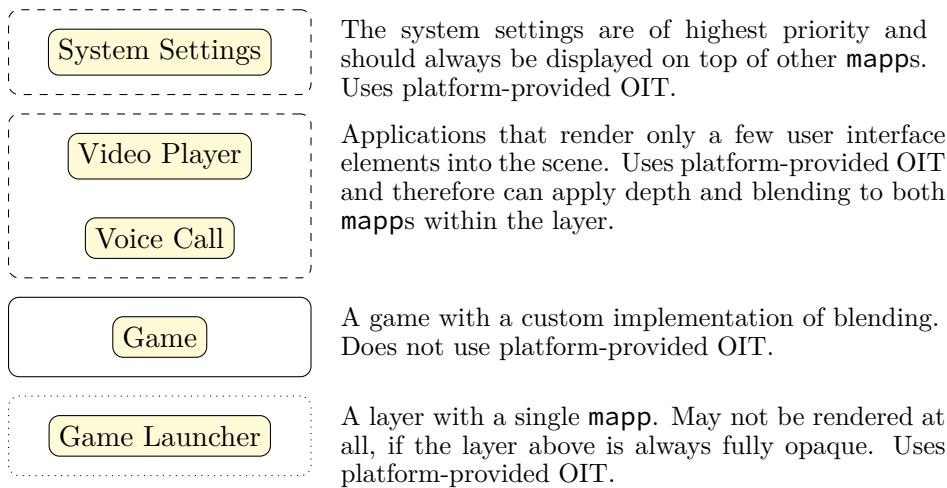 System Settings
The system settings are of highest priority and
should always be displayed on top of other mapps.
Uses platform-provided OIT.
Video Player
Voice Call
Applications that render only a few user interface
elements into the scene. Uses platform-provided OIT
and therefore can apply depth and blending to both
mapps within the layer.
Game
A game with a custom implementation of blending.
Does not use platform-provided OIT.
Game Launcher
A layer with a single mapp. May not be rendered at
all, if the layer above is always fully opaque. Uses
platform-provided OIT.